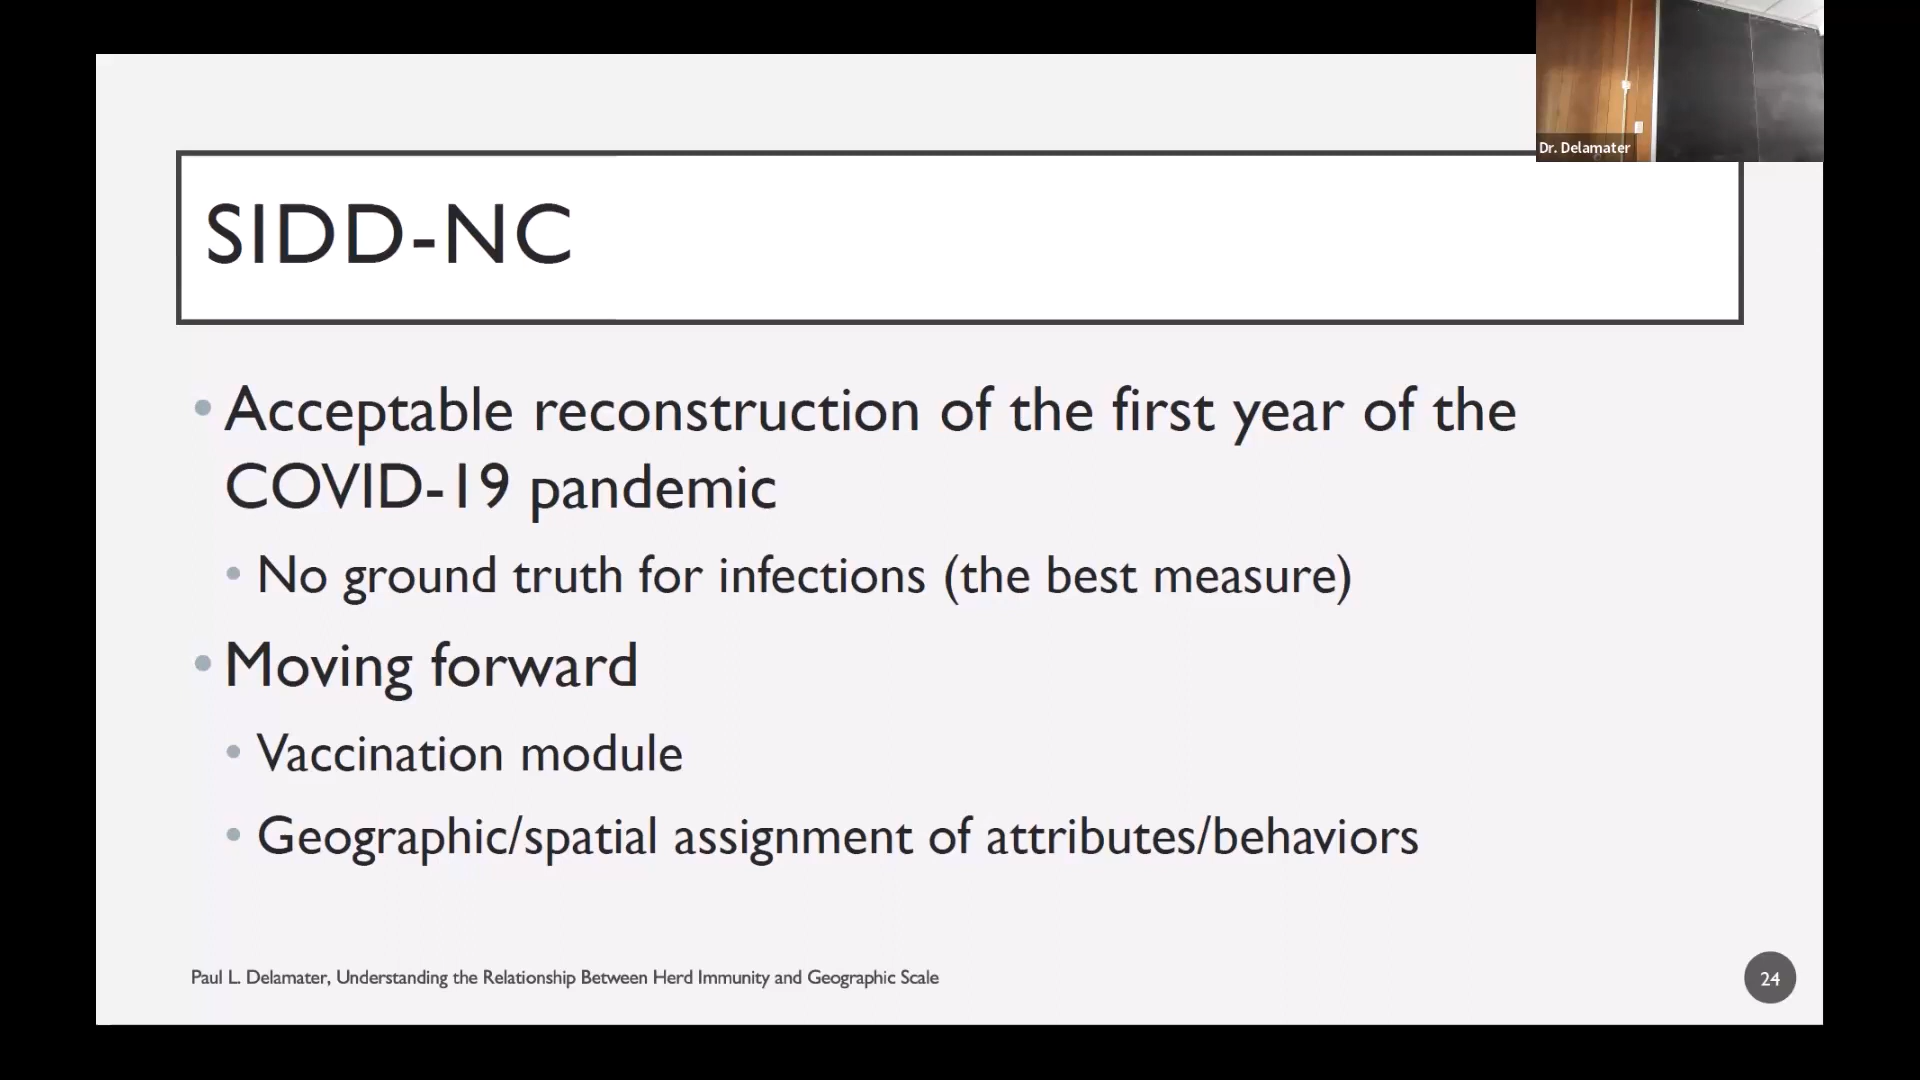 Dr. Delamater
SIDD-NC
Acceptable reconstruction of the first year of the
COVID-19 pandemic
No ground truth for infections (the best measure)
Moving forward
Vaccination module
Geographic/spatial assignment of attributes/behaviors
Paul L. Delamater, Understanding the Relationship Between Herd Immunity and Geographic Scale
24